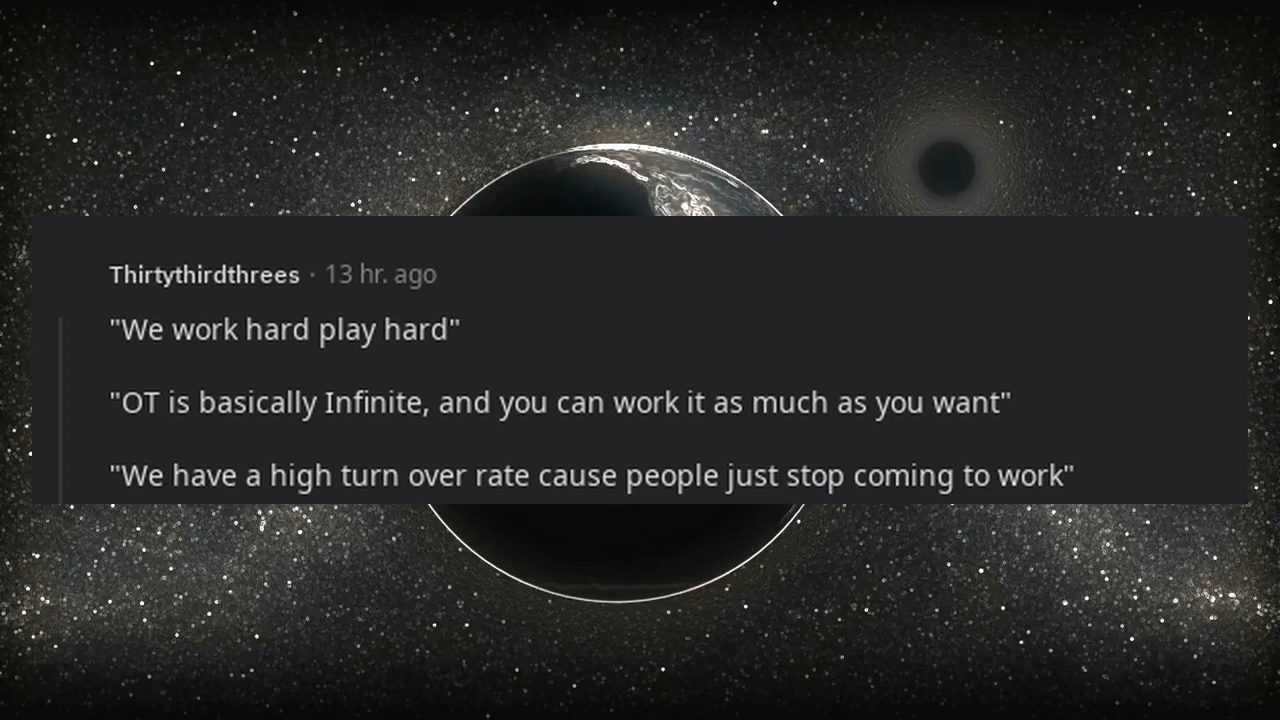 Thirtythirdthrees · 13 hr. ago
"We work hard play hard"
"OT is basically Infinite, and you can work it as much as you want"
"We have a high turn over rate cause people just stop coming to work"